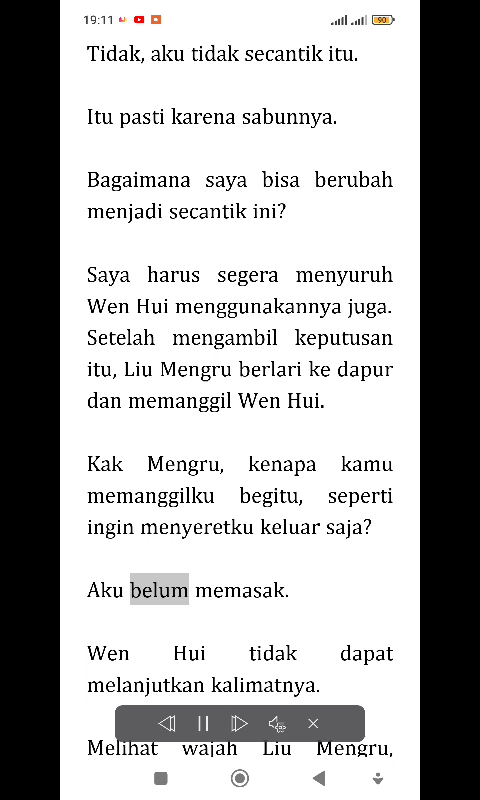 19:11
90
Tidak, aku tidak secantik itu.
Itu pasti karena sabunnya.
Bagaimana saya bisa berubah
menjadi secantik ini?
Saya harus segera menyuruh
Wen Hui menggunakannya juga.
Setelah mengambil keputusan
itu, Liu Mengru berlari ke dapur
dan memanggil Wen Hui.
Kak Mengru, kenapa kamu
memanggilku begitu, seperti
ingin menyeretku keluar saja?
Aku belum memasak.
Wen Hui tidak dapat
melanjutkan kalimatnya.
Melihat wajah Liu Mengru,